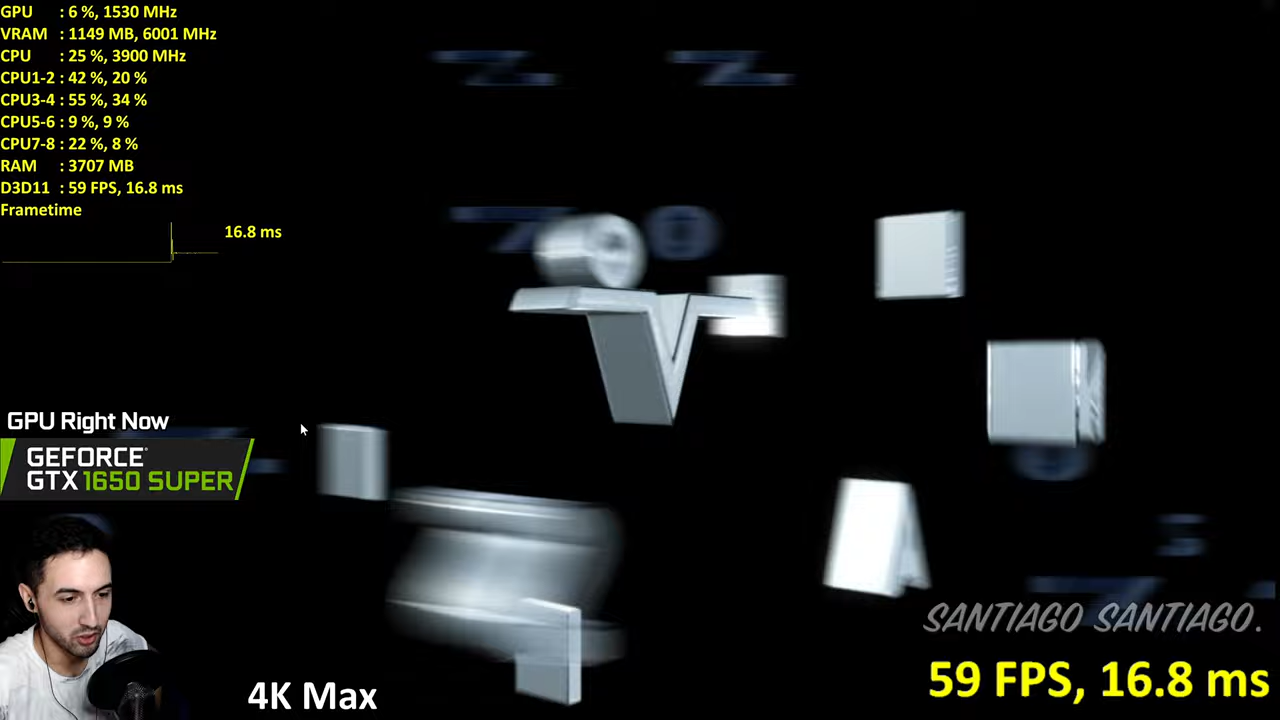 GPU : 6 %, 1530 MHz
VRAM : 1149 MB, 6001 MHz
CPU : 25 %, 3900 MHz
CPU1-2 : 42 %, 20 %
CPU3-4 : 55 %, 34 %
CPU5-6 : 9 %, 9 %
CPU7-8 : 22 %, 8 %
RAM : 3707 MB
D3D11 : 59 FPS, 16.8 ms
Frametime
16.8 ms
GPU Right Now
GEFORCE®
GTX 1650 SUPER
SANTIAGO SANTIAGO.
59 FPS, 16.8 ms
4K Max